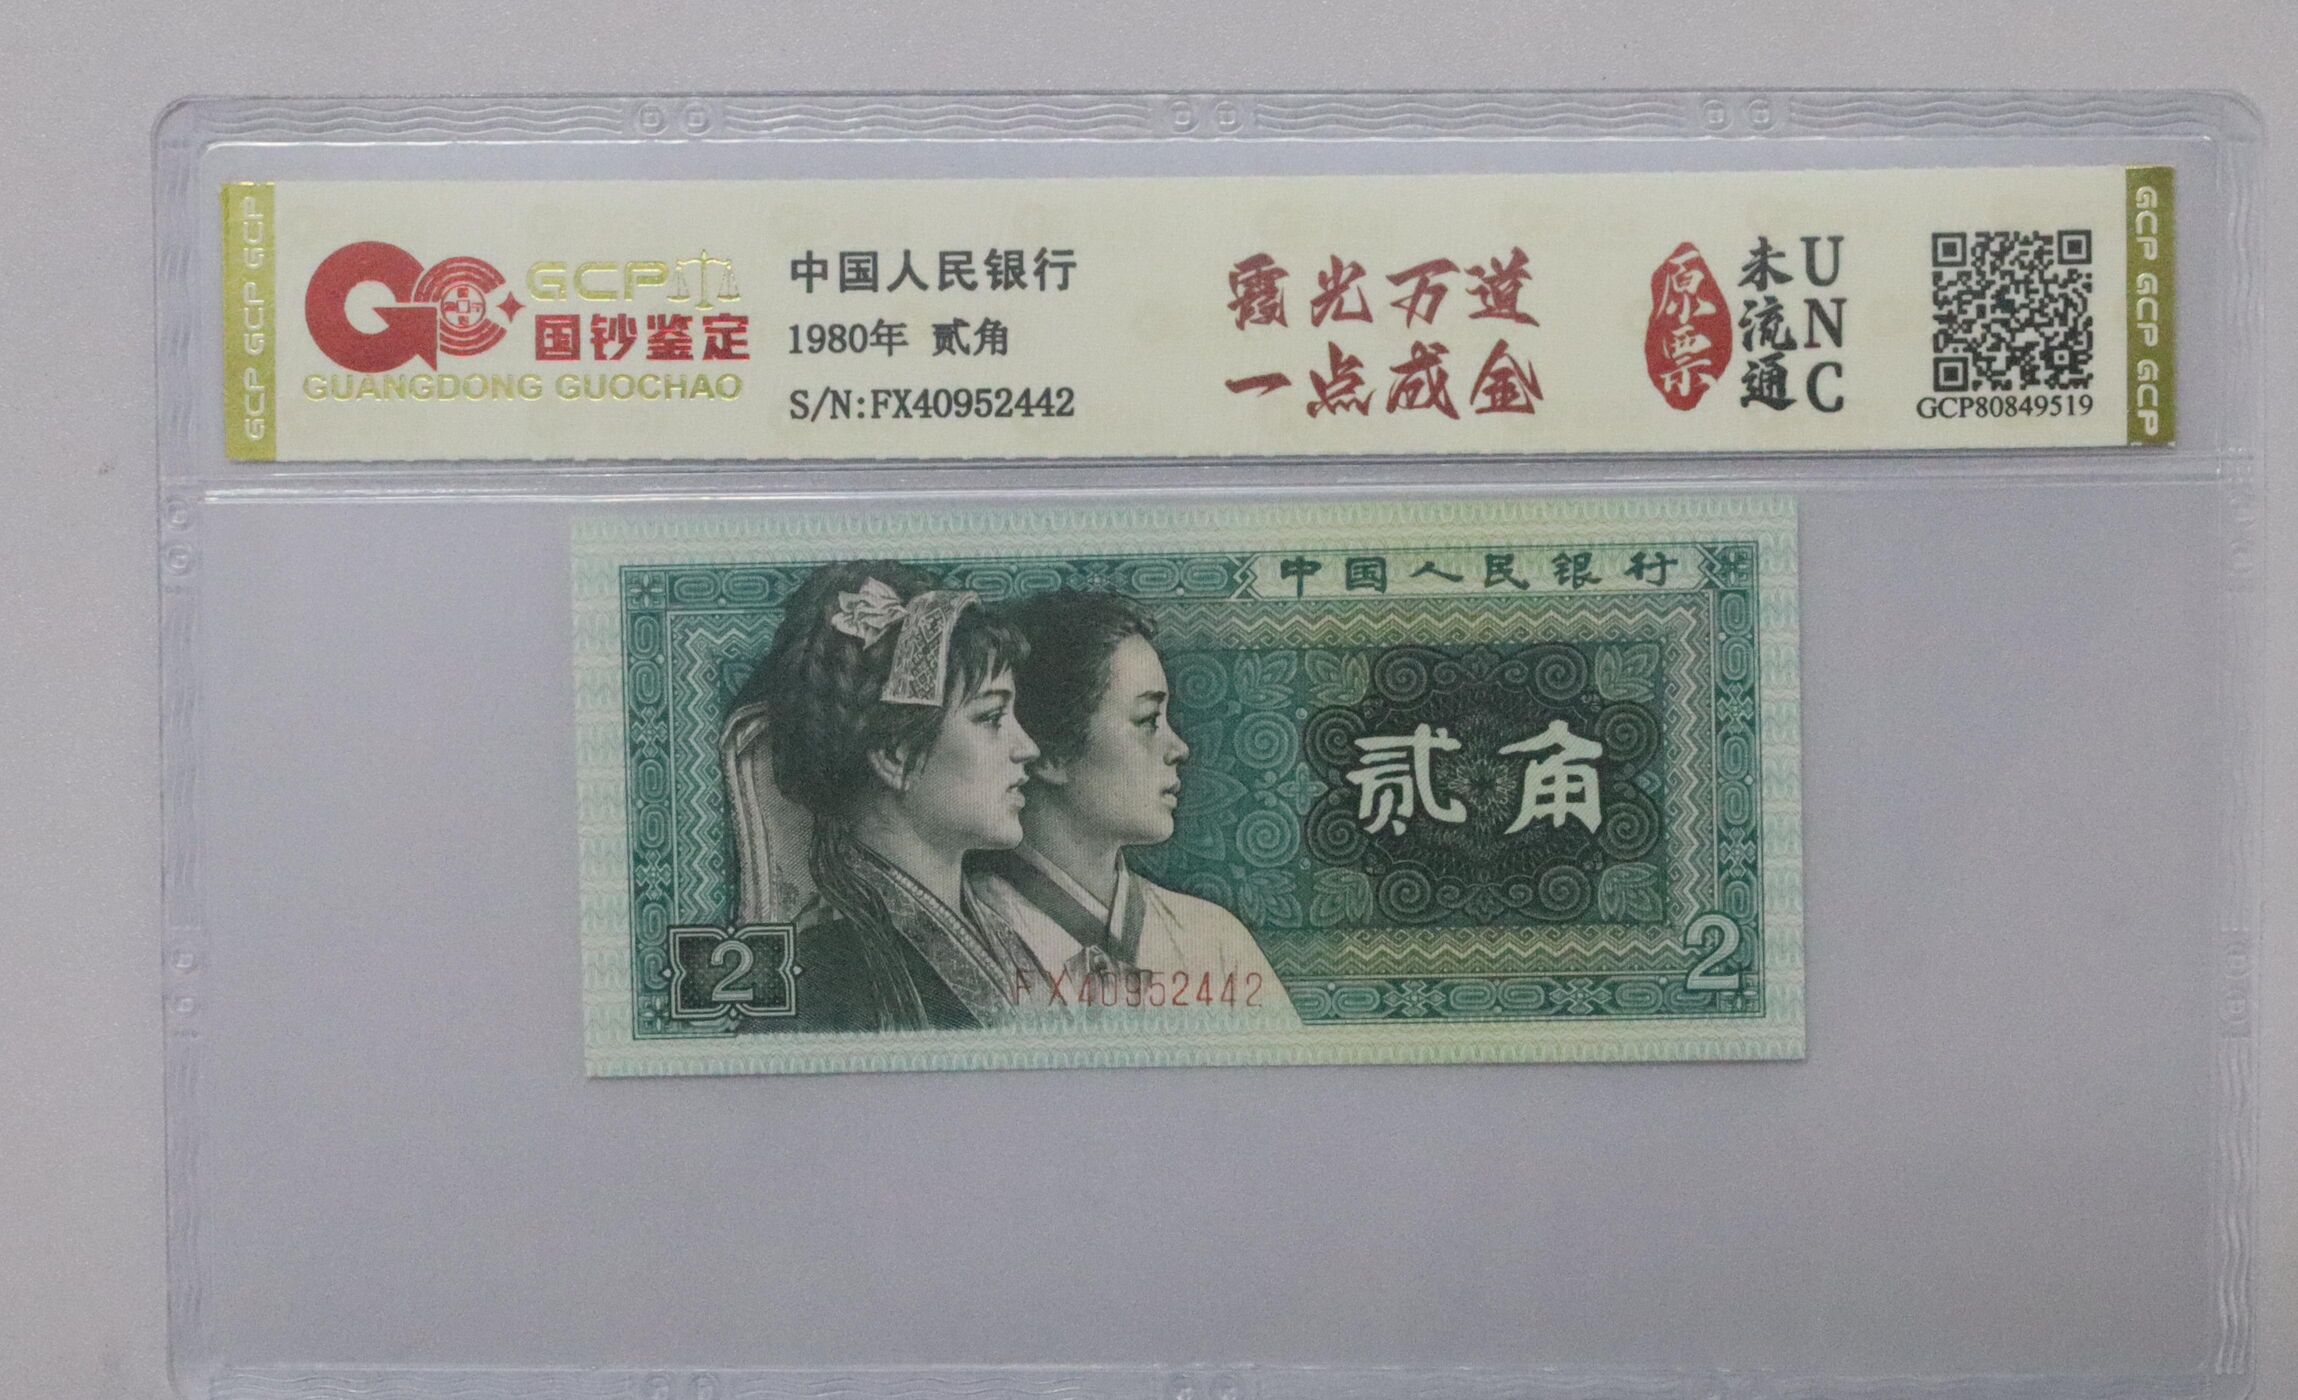 GCP GCP GCP
GCP
国钞鉴定
GUANGDONG GUOCHAO
中国人民银行
1980年 贰角
S/N:FX40952442
霞光万道
一点成金
原票
未流通
UNC
GCP80849519
GCP GCP GCP
中国人民银行
贰角
2
2
FX40952442